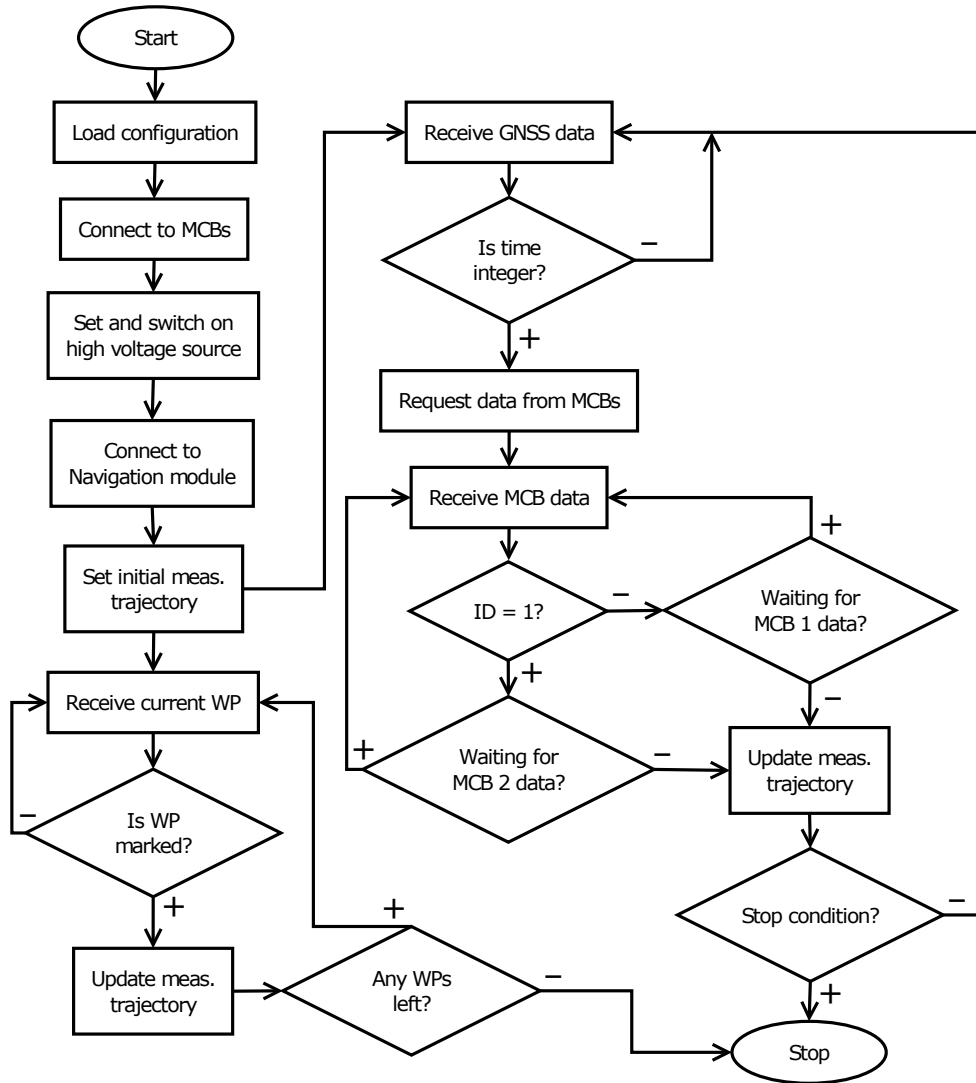 Start
Load configuration
Connect to MCBs
Set and switch on
high voltage source
Connect to
Navigation module
Set initial meas.
trajectory
Receive current WP
−
Is WP
marked?
+
Update meas.
trajectory
+
Any WPs
left?
−
Receive GNSS data
−
Is time
integer?
+
Request data from MCBs
Receive MCB data
+
ID = 1?
−
Waiting for
MCB 1 data?
+
−
+
Waiting for
MCB 2 data?
−
Update meas.
trajectory
Stop condition?
−
+
Stop